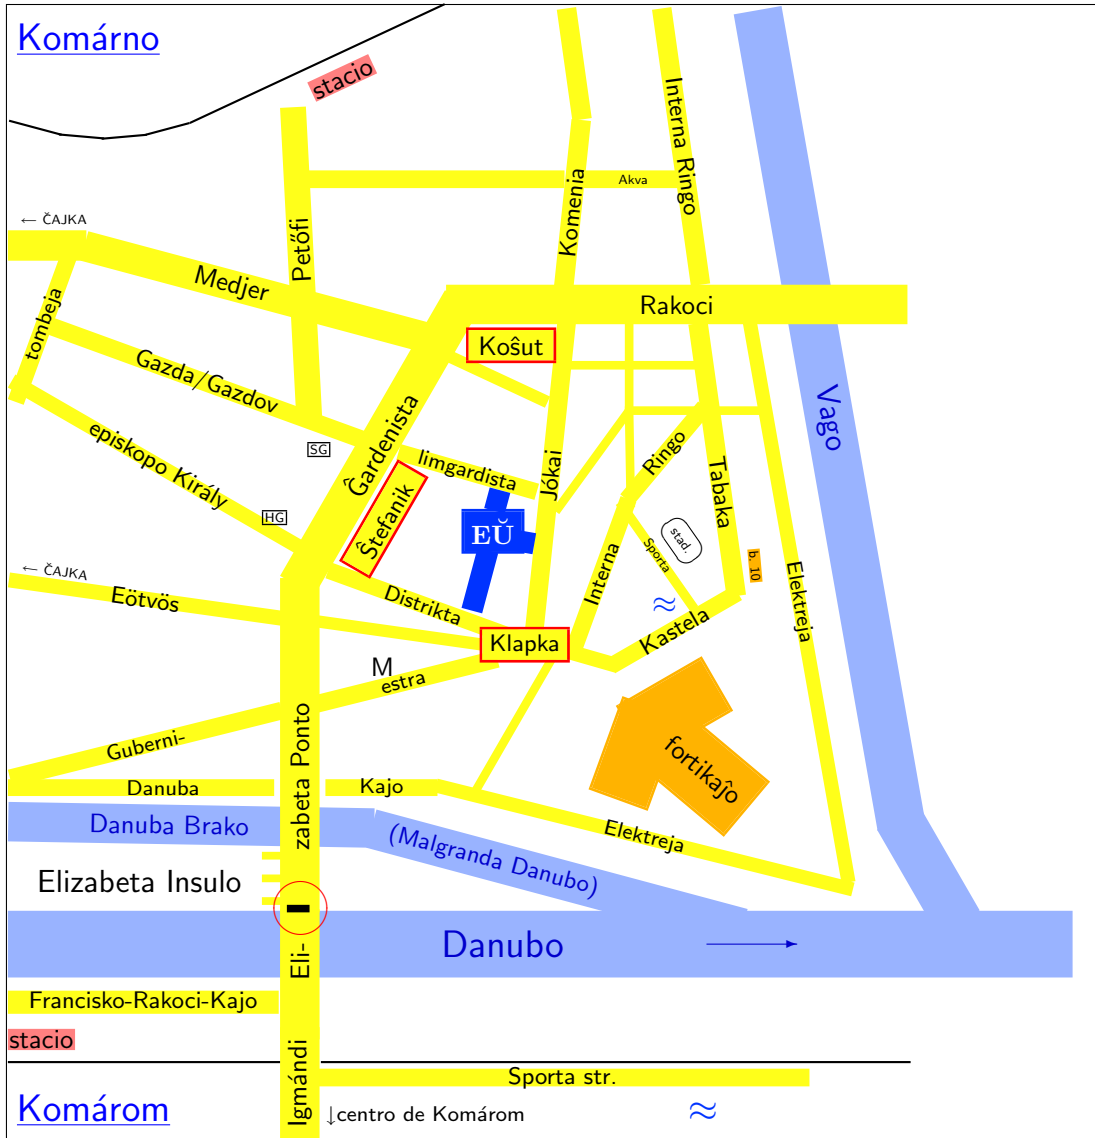 Komárno
stacio
Interna Ringo
Akva
Komenia
← ČAJKA
Petőfi
Medjer
Rakoci
tombeja
Koŝut
Gazda/Gazdov
Vago
Ĝardenista
episkopo Király
SG
limgardista
Jókai
Ringo
Tabaka
HG
Ŝtefanik
EŬ
stad.
Sporta
b. 10
← ČAJKA
Eötvös
Distrikta
Interna
Elektreja
≈
Kastela
Klapka
M
estra
Guberni-
zabeta Ponto
fortikaĵo
Danuba
Kajo
Danuba Brako
(Malgranda Danubo)
Elektreja
Elizabeta Insulo
Eli-
Danubo
Francisko-Rakoci-Kajo
stacio
Igmándi
Sporta str.
Komárom
↓centro de Komárom
≈